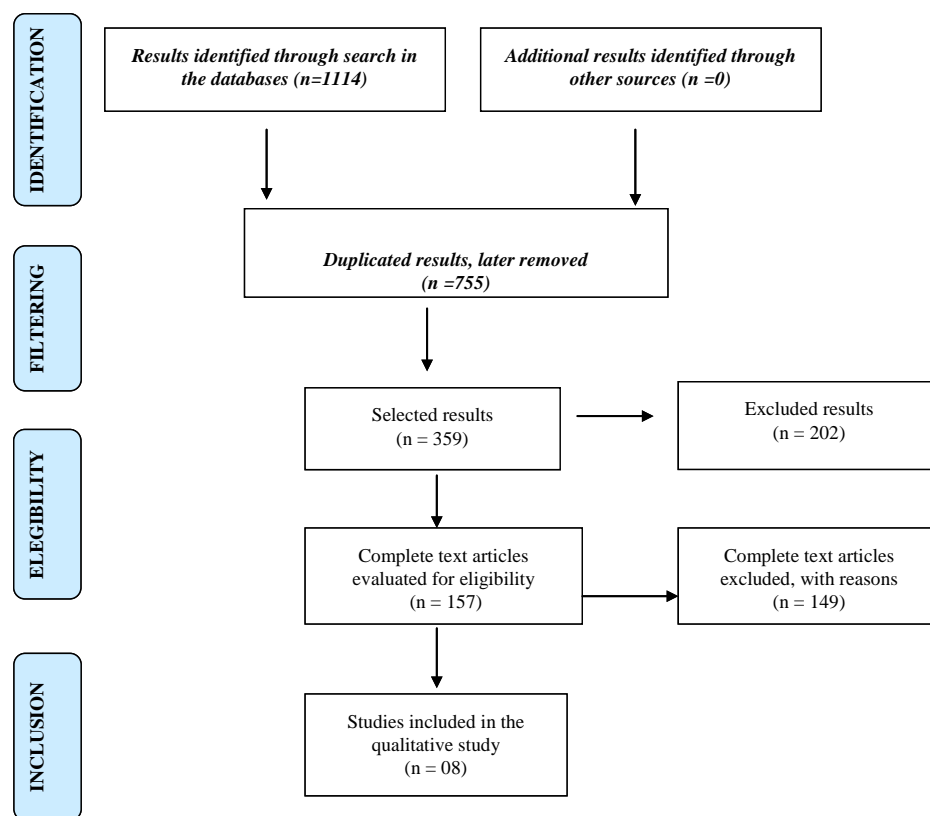 IDENTIFICATION
Results identified through search in
the databases (n=1114)
Additional results identified through
other sources (n =0)
FILTERING
Duplicated results, later removed
(n =755)
Selected results
(n = 359)
Excluded results
(n = 202)
ELEGIBILITY
Complete text articles
evaluated for eligibility
(n = 157)
Complete text articles
excluded, with reasons
(n = 149)
INCLUSION
Studies included in the
qualitative study
(n = 08)